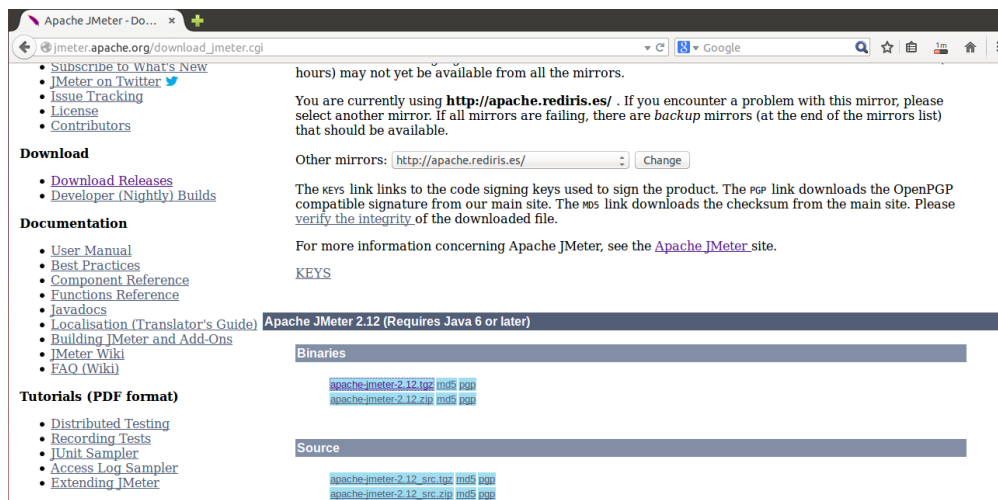 Apache JMeter - Do...
jmeter.apache.org/download_jmeter.cgi
Google
1m
Subscribe to What's New
JMeter on Twitter
Issue Tracking
License
Contributors
Download
Download Releases
Developer (Nightly) Builds
Documentation
User Manual
Best Practices
Component Reference
Functions Reference
Javadocs
Localisation (Translator's Guide)
Building JMeter and Add-Ons
JMeter Wiki
FAQ (Wiki)
Tutorials (PDF format)
Distributed Testing
Recording Tests
JUnit Sampler
Access Log Sampler
Extending JMeter
hours) may not yet be available from all the mirrors.
You are currently using http://apache.rediris.es/ . If you encounter a problem with this mirror, please
select another mirror. If all mirrors are failing, there are backup mirrors (at the end of the mirrors list)
that should be available.
Other mirrors: http://apache.rediris.es/ Change
The KEYS link links to the code signing keys used to sign the product. The PGP link downloads the OpenPGP
compatible signature from our main site. The MD5 link downloads the checksum from the main site. Please
verify the integrity of the downloaded file.
For more information concerning Apache JMeter, see the Apache JMeter site.
KEYS
Apache JMeter 2.12 (Requires Java 6 or later)
Binaries
apache-jmeter-2.12.tgz md5 pgp
apache-jmeter-2.12.zip md5 pgp
Source
apache-jmeter-2.12_src.tgz md5 pgp
apache-jmeter-2.12_src.zip md5 pgp